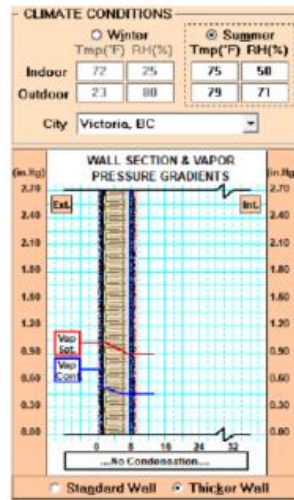 CLIMATE CONDITIONS
Winter Summer
Tmp(°F) RH(%) Tmp(°F) RH(%)
Indoor 72 25 75 50
Outdoor 23 80 79 71
City Victoria, BC
WALL SECTION & VAPOR
PRESSURE GRADIENTS
(in.Hg) (in.Hg)
2.70 2.70
Ext. Int.
2.40 2.40
2.10 2.10
1.80 1.80
1.50 1.50
1.20 1.20
0.90 0.90
Vap
Sat.
Vap
Cont
0.60 0.60
0.30 0.30
0.00 0.00
0 8 16 24 32
...No Condensation...
Standard Wall Thicker Wall